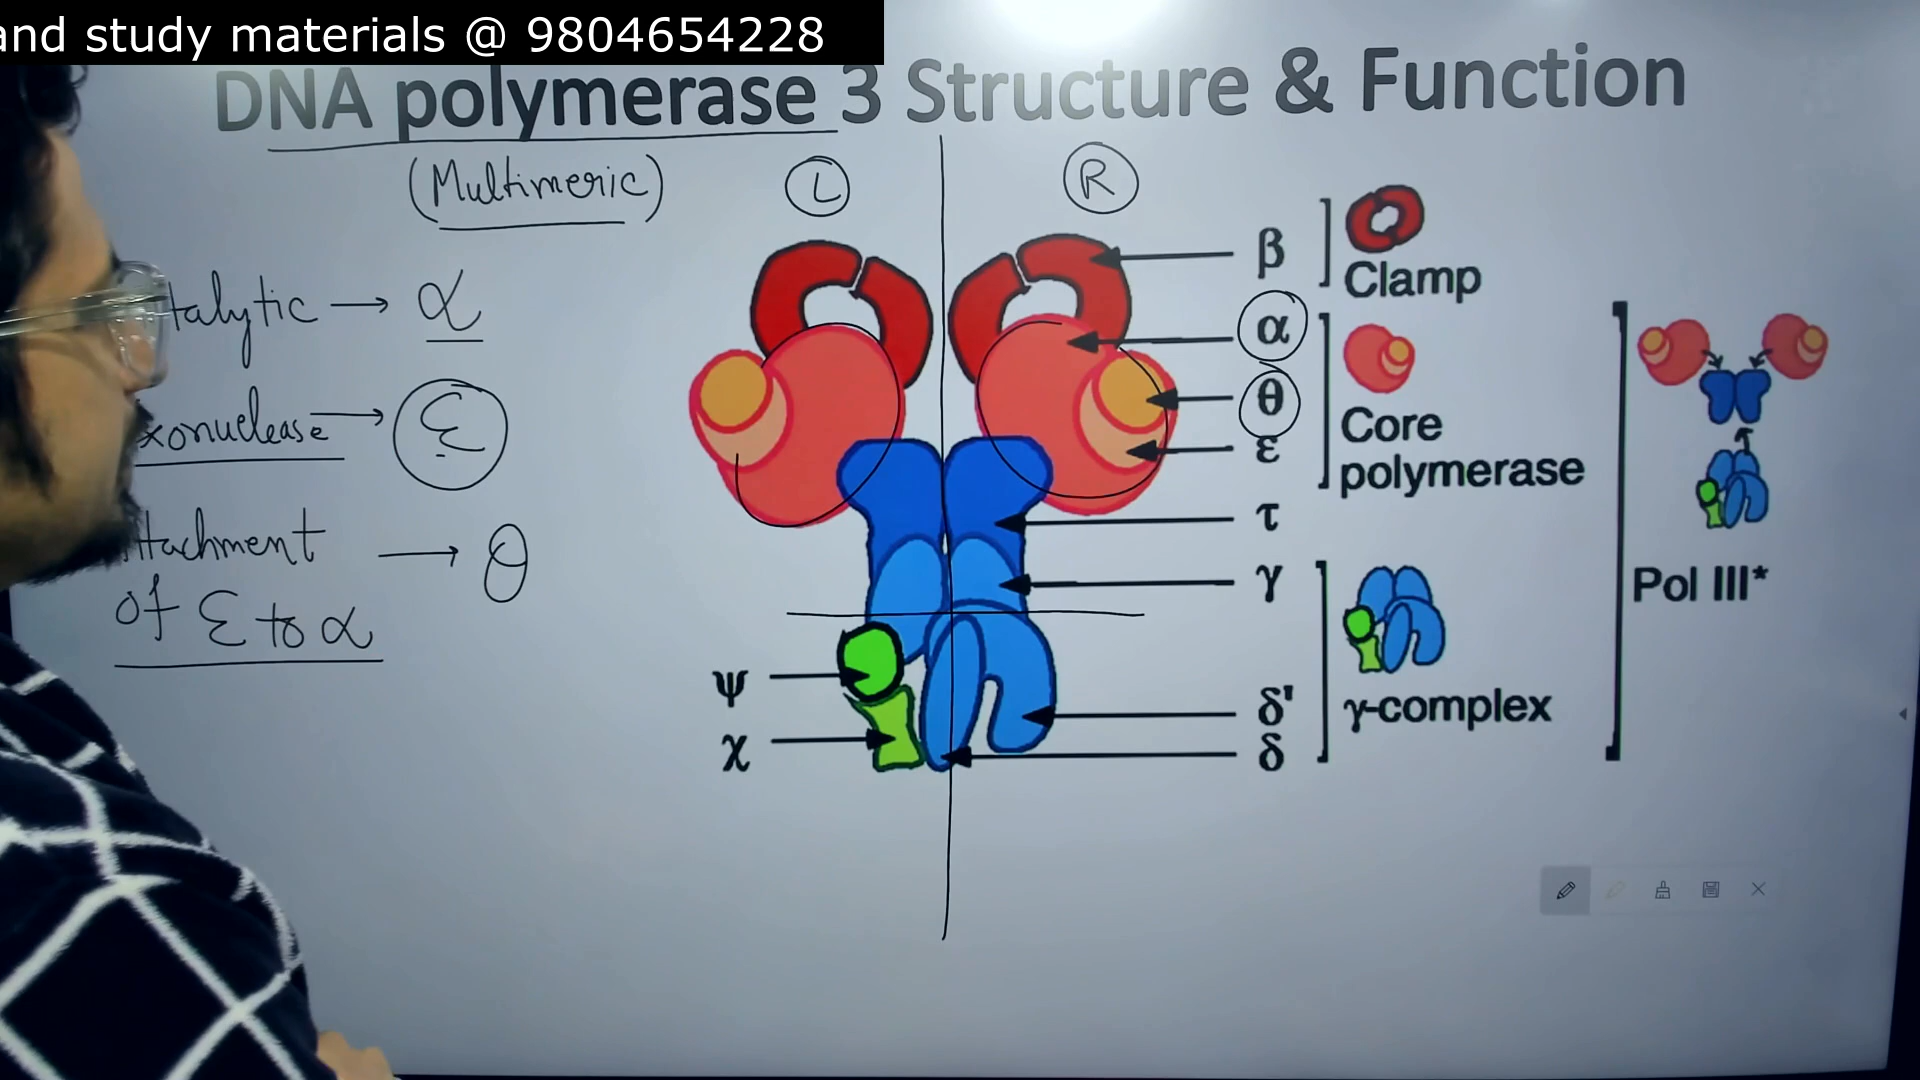 and study materials @ 9804654228
DNA polymerase 3 Structure & Function
(Multimeric)
L
R
talytic → α
xonuclease → ε
ttachment → θ
of ε to α
β
Clamp
α
θ
ε
Core
polymerase
τ
γ
Pol III*
ψ
χ
δ'
δ
γ-complex